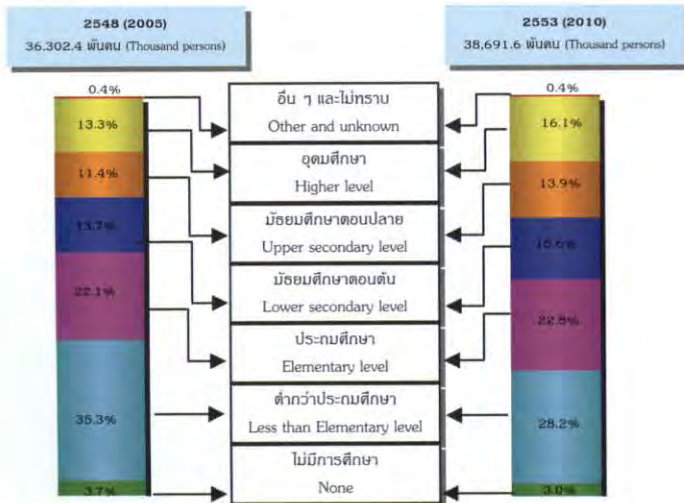 2548 (2005)
36.302.4 พันคน (Thousand persons)
2553 (2010)
38,691.6 พันคน (Thousand persons)
0.4%
13.3%
11.4%
13.7%
22.1%
35.3%
3.7%
อื่น ๆ และไม่ทราบ
Other and unknown
อุดมศึกษา
Higher level
มัธยมศึกษาตอนปลาย
Upper secondary level
มัธยมศึกษาตอนต้น
Lower secondary level
ประถมศึกษา
Elementary level
ต่ำกว่าประถมศึกษา
Less than Elementary level
ไม่มีการศึกษา
None
0.4%
16.1%
13.9%
15.6%
22.8%
28.2%
3.0%